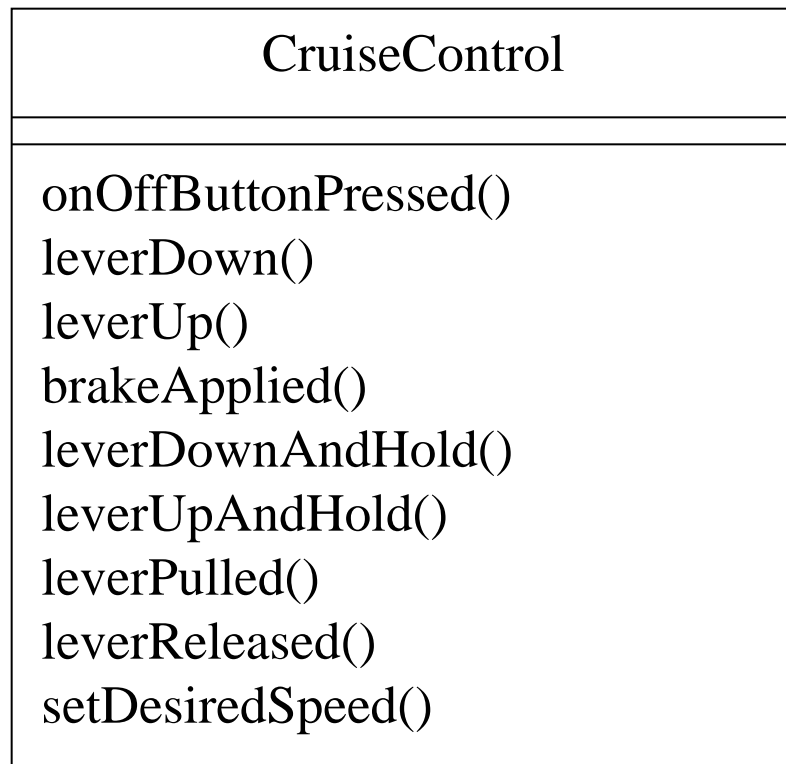 CruiseControl
onOffButtonPressed()
leverDown()
leverUp()
brakeApplied()
leverDownAndHold()
leverUpAndHold()
leverPulled()
leverReleased()
setDesiredSpeed()